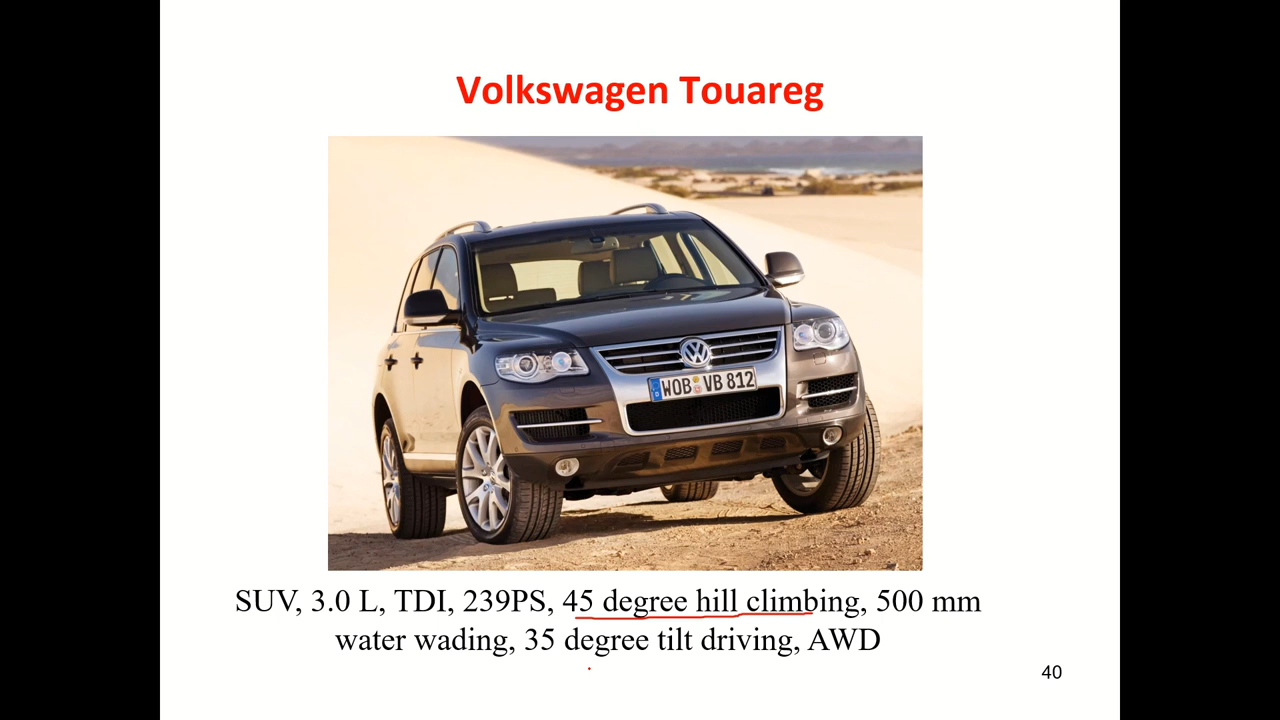 Volkswagen Touareg
WOB VB 812
SUV, 3.0 L, TDI, 239PS, 45 degree hill climbing, 500 mm
water wading, 35 degree tilt driving, AWD
40